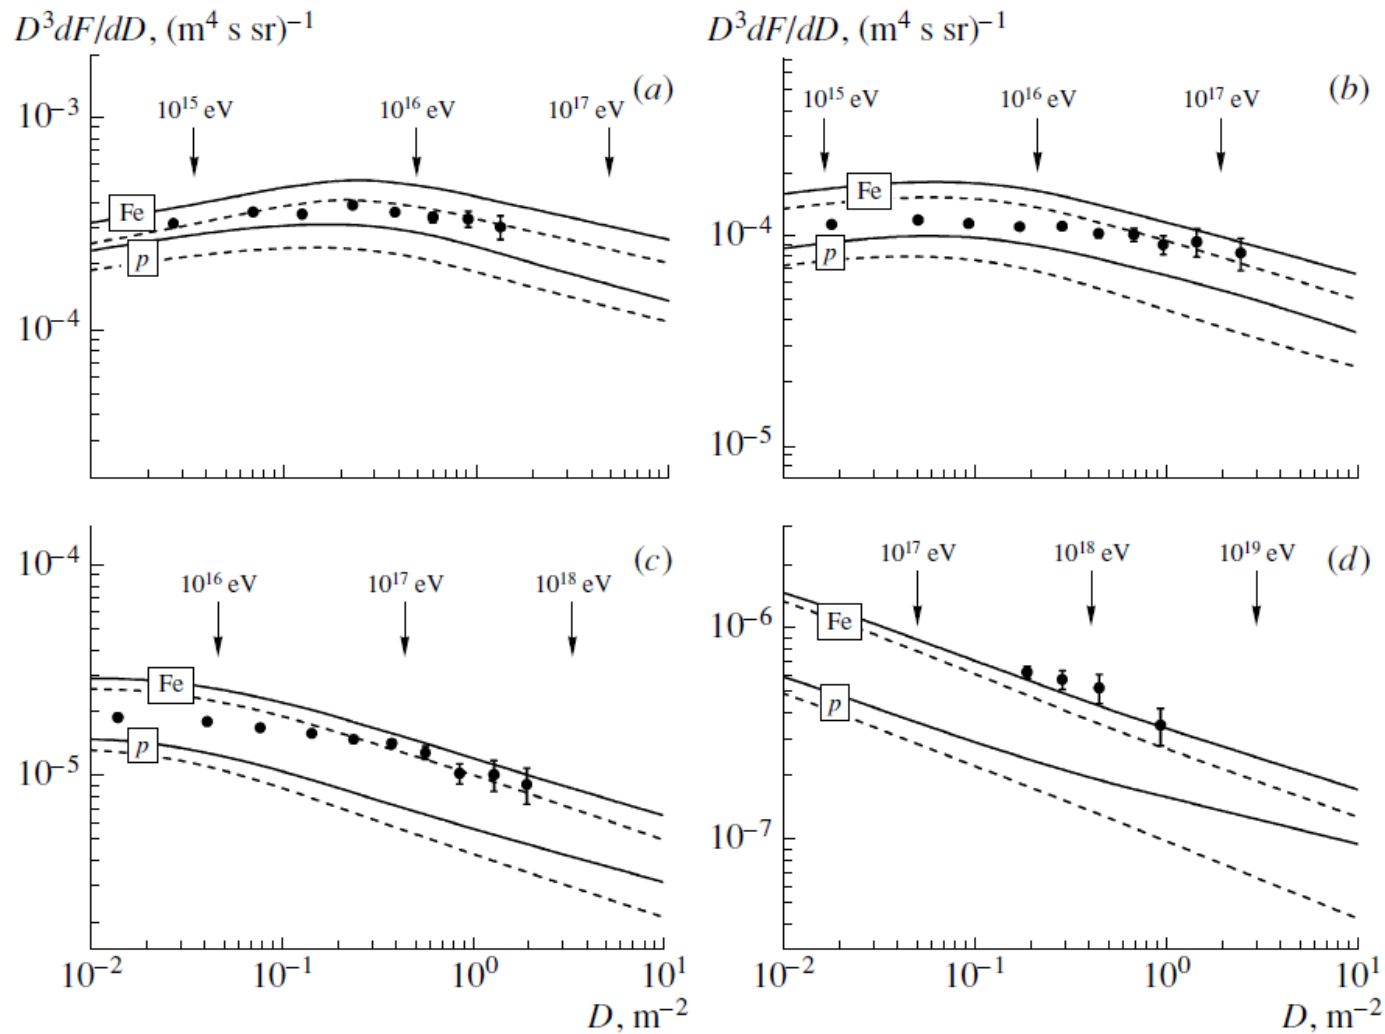 D³dF/dD, (m⁴ s sr)⁻¹
D³dF/dD, (m⁴ s sr)⁻¹
(a)
10⁻³
10¹⁵ eV
10¹⁶ eV
10¹⁷ eV
Fe
p
10⁻⁴
(b)
10¹⁵ eV
10¹⁶ eV
10¹⁷ eV
Fe
10⁻⁴
p
10⁻⁵
(c)
10⁻⁴
10¹⁶ eV
10¹⁷ eV
10¹⁸ eV
Fe
p
10⁻⁵
10⁻² 10⁻¹ 10⁰ 10¹
D, m⁻²
(d)
10¹⁷ eV
10¹⁸ eV
10¹⁹ eV
10⁻⁶
Fe
p
10⁻⁷
10⁻² 10⁻¹ 10⁰ 10¹
D, m⁻²